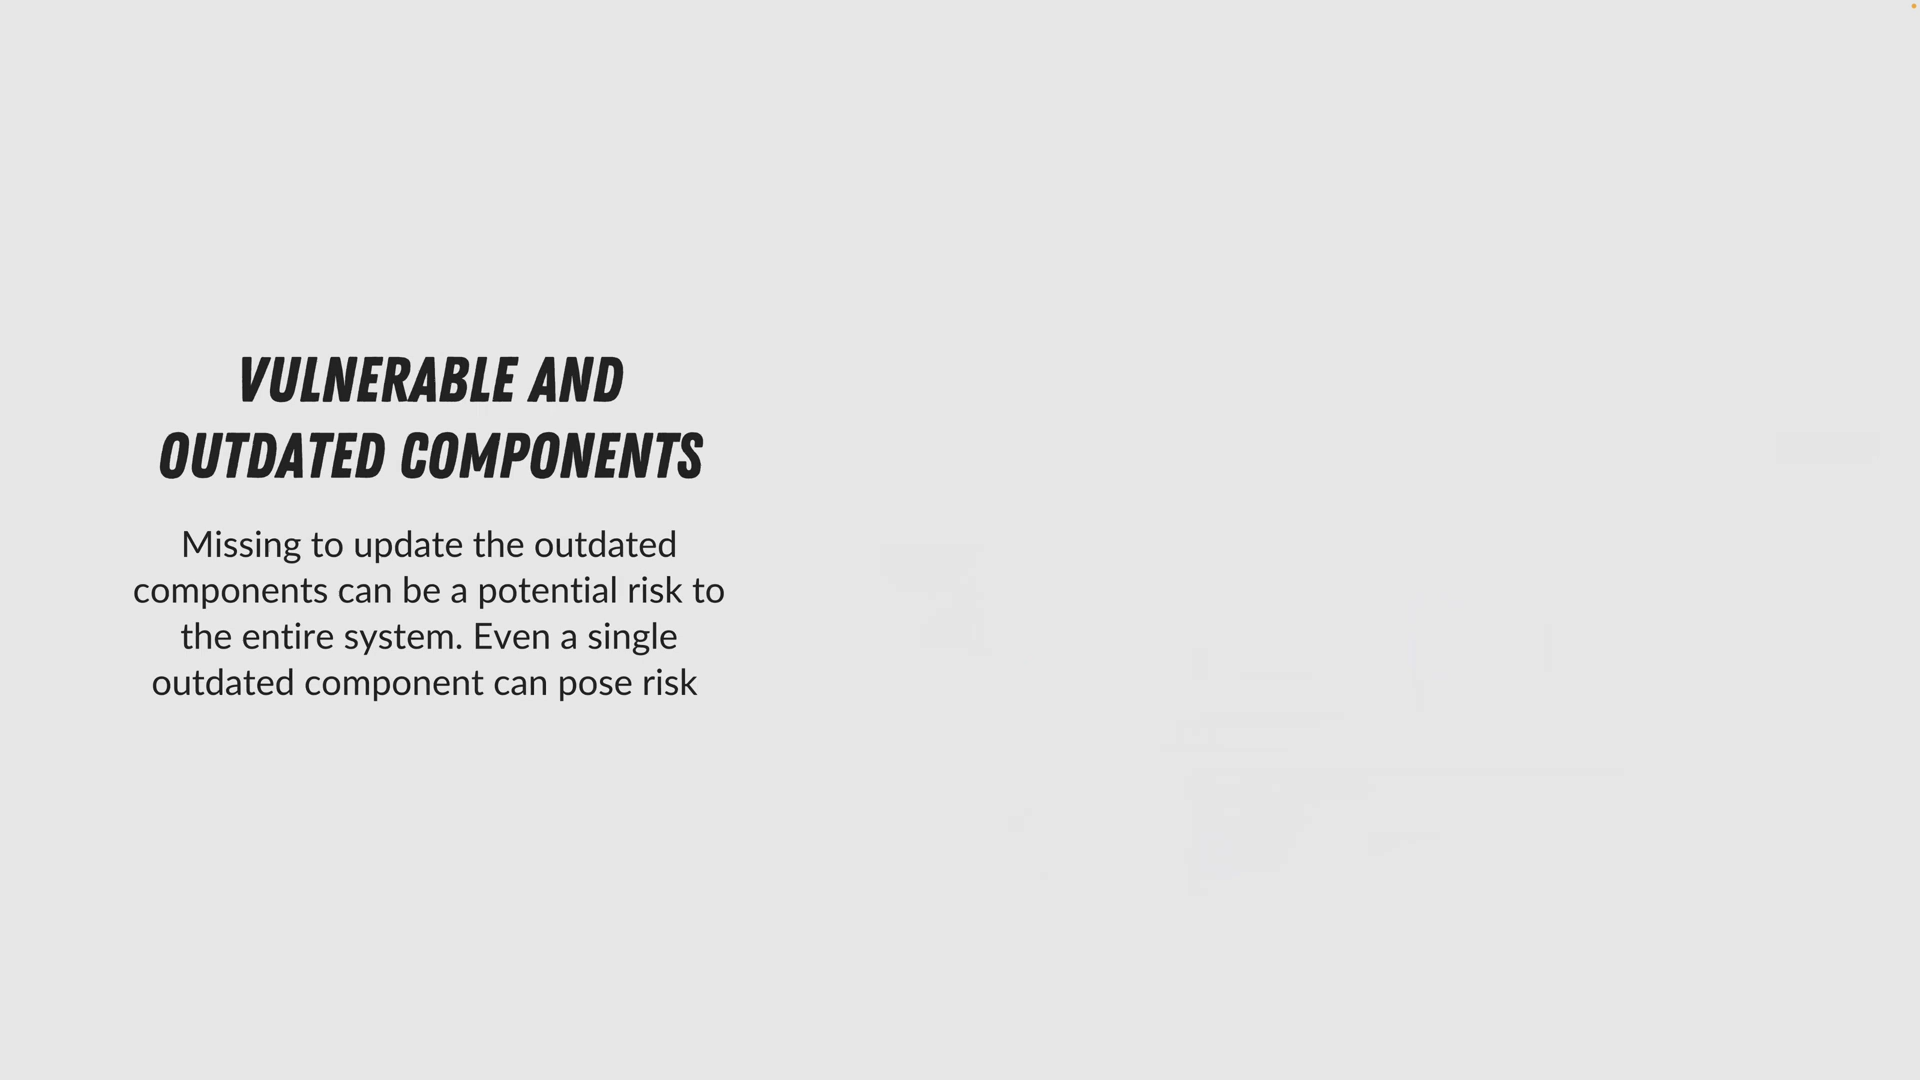 VULNERABLE AND
OUTDATED COMPONENTS
Missing to update the outdated
components can be a potential risk to
the entire system. Even a single
outdated component can pose risk